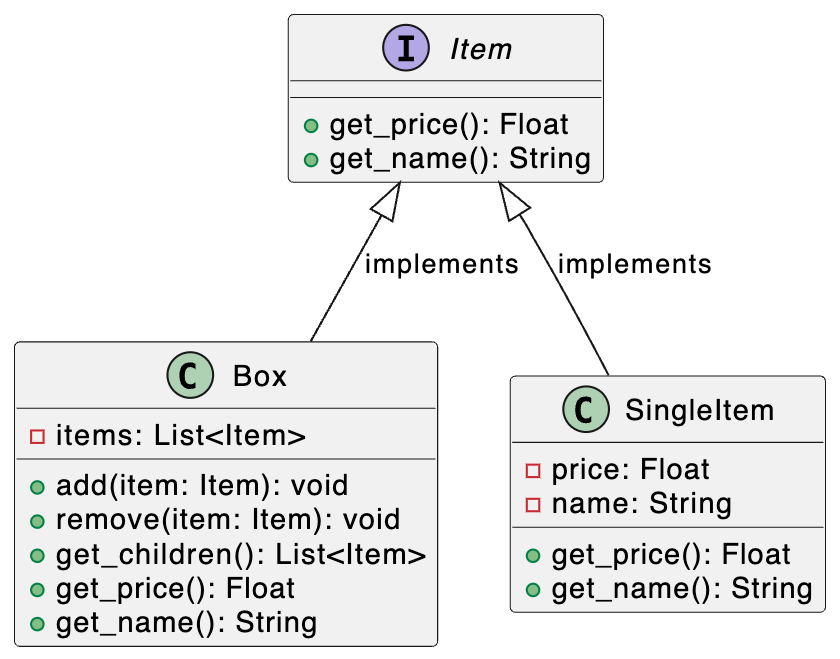 I Item
get_price(): Float
get_name(): String
implements
implements
C Box
items: List<Item>
add(item: Item): void
remove(item: Item): void
get_children(): List<Item>
get_price(): Float
get_name(): String
C SingleItem
price: Float
name: String
get_price(): Float
get_name(): String